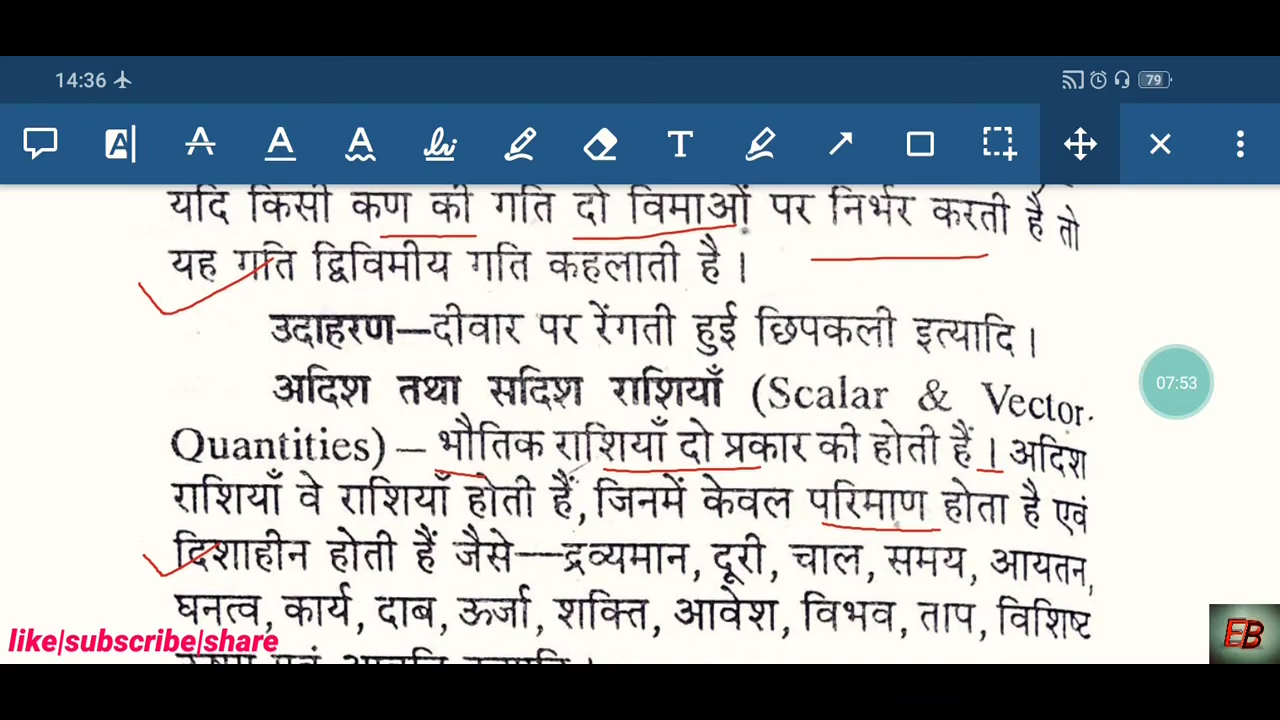 14:36
79
यदि किसी कण की गति दो विमाओं पर निर्भर करती है तो
यह गति द्विविमीय गति कहलाती है।
उदाहरण—दीवार पर रेंगती हुई छिपकली इत्यादि।
अदिश तथा सदिश राशियाँ (Scalar & Vector
Quantities) – भौतिक राशियाँ दो प्रकार की होती हैं । अदिश
राशियाँ वे राशियाँ होती हैं, जिनमें केवल परिमाण होता है एवं
दिशाहीन होती हैं जैसे—द्रव्यमान, दूरी, चाल, समय, आयतन,
घनत्व, कार्य, दाब, ऊर्जा, शक्ति, आवेश, विभव, ताप, विशिष्ट
07:53
like|subscribe|share
EB